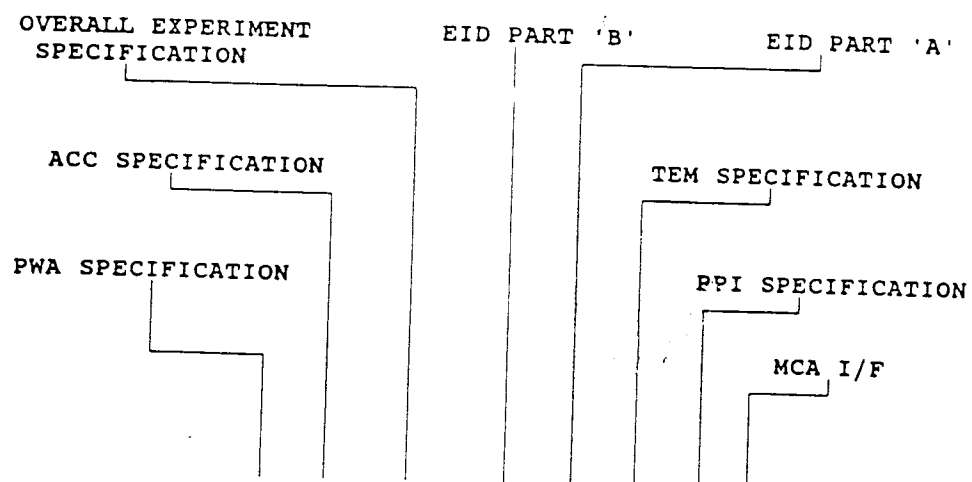 OVERALL EXPERIMENT
SPECIFICATION
EID PART 'B'
EID PART 'A'
ACC SPECIFICATION
TEM SPECIFICATION
PWA SPECIFICATION
PPI SPECIFICATION
MCA I/F